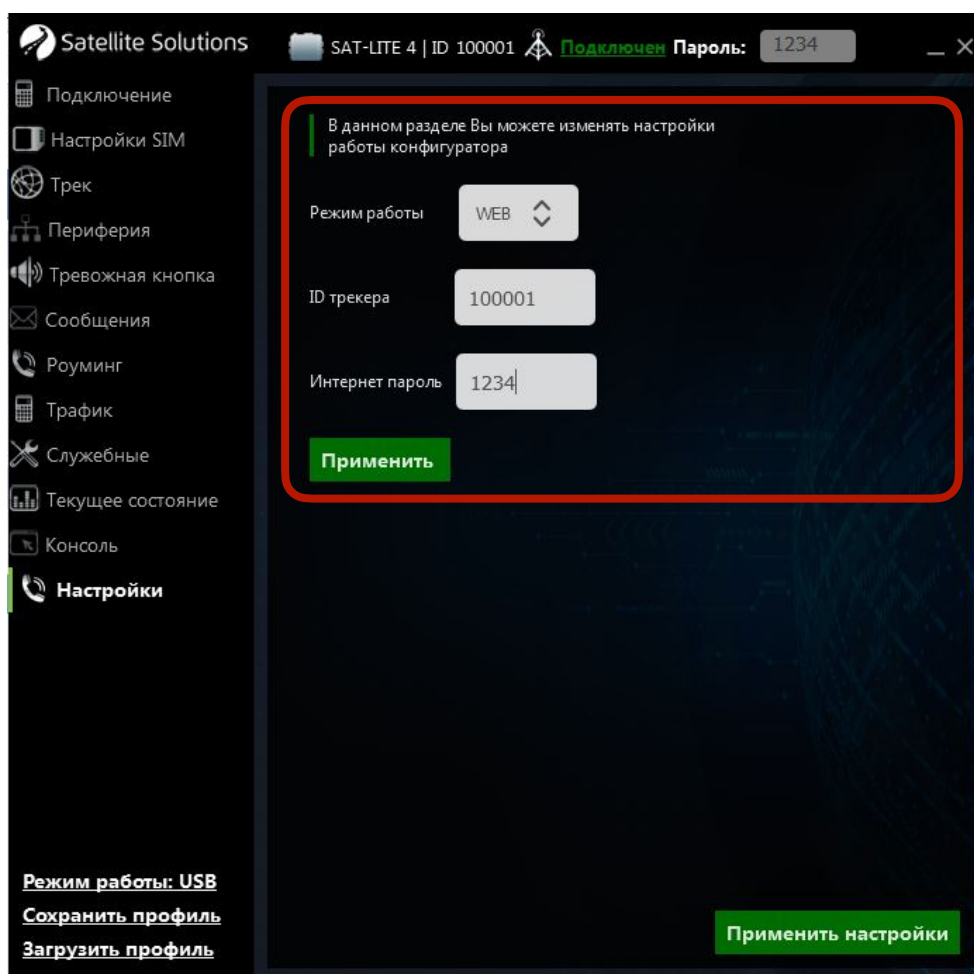 Satellite Solutions
SAT-LITE 4 | ID 100001 Подключен Пароль: 1234
Подключение
Настройки SIM
Трек
Периферия
Тревожная кнопка
Сообщения
Роуминг
Трафик
Служебные
Текущее состояние
Консоль
Настройки
В данном разделе Вы можете изменять настройки
работы конфигуратора
Режим работы WEB
ID трекера 100001
Интернет пароль 1234
Применить
Режим работы: USB
Сохранить профиль
Загрузить профиль
Применить настройки